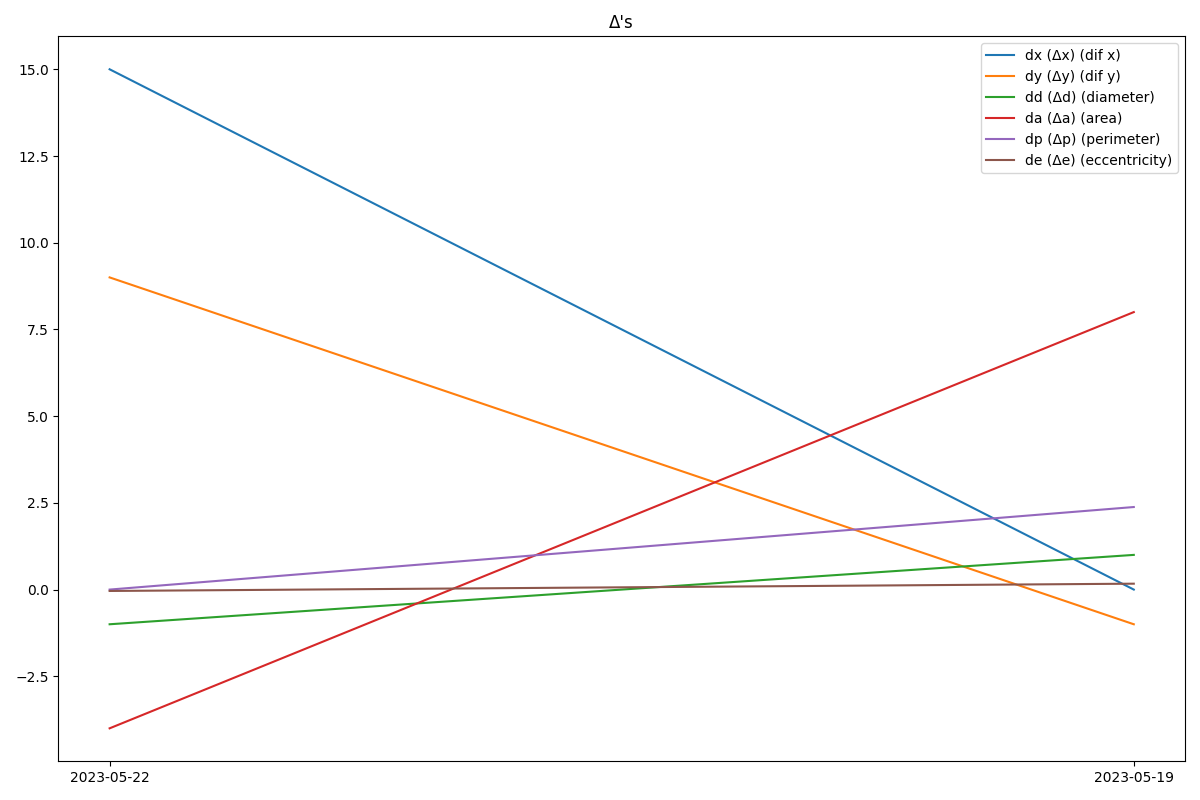 Δ's
dx (Δx) (dif x)
dy (Δy) (dif y)
dd (Δd) (diameter)
da (Δa) (area)
dp (Δp) (perimeter)
de (Δe) (eccentricity)
15.0
12.5
10.0
7.5
5.0
2.5
0.0
−2.5
2023-05-22 2023-05-19